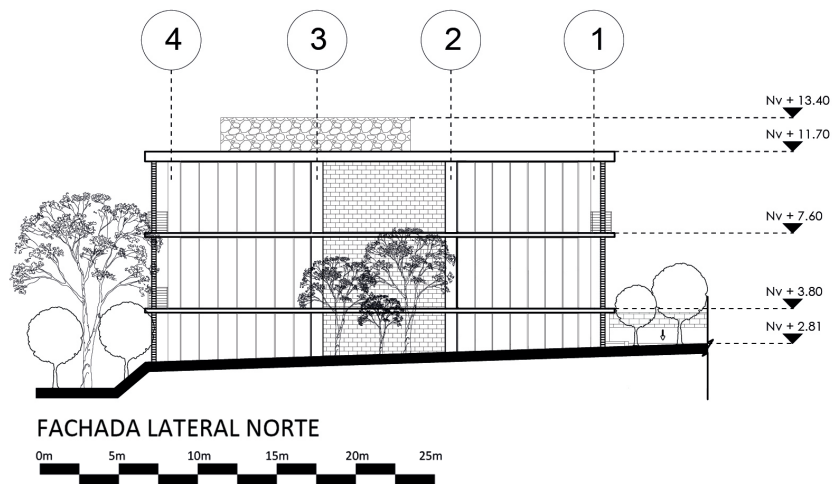 4 3 2 1
Nv + 13.40
Nv + 11.70
Nv + 7.60
Nv + 3.80
Nv + 2.81
FACHADA LATERAL NORTE
0m 5m 10m 15m 20m 25m